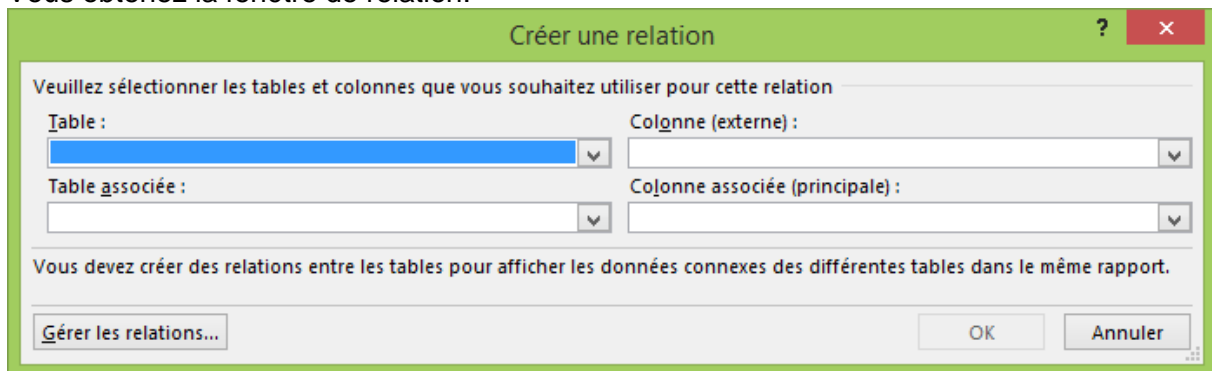 Vous obtenez la fenêtre de relation.
Créer une relation
?
Veuillez sélectionner les tables et colonnes que vous souhaitez utiliser pour cette relation
Table :
Colonne (externe) :
Table associée :
Colonne associée (principale) :
Vous devez créer des relations entre les tables pour afficher les données connexes des différentes tables dans le même rapport.
Gérer les relations...
OK
Annuler